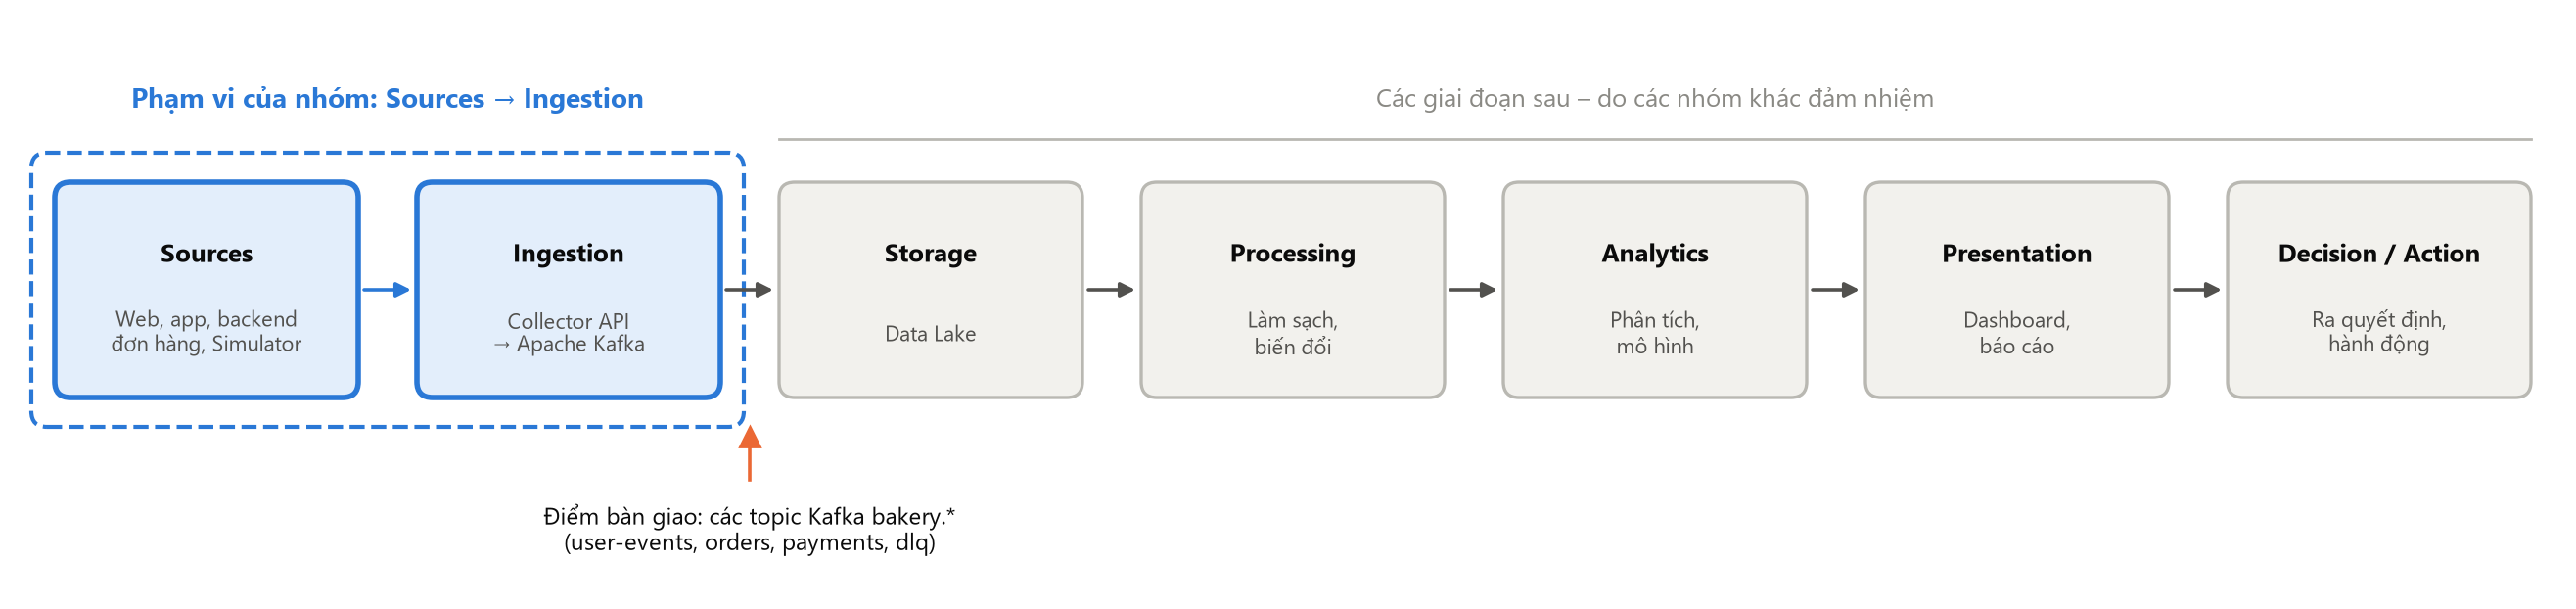 Phạm vi của nhóm: Sources → Ingestion
Các giai đoạn sau – do các nhóm khác đảm nhiệm
Sources
Web, app, backend
đơn hàng, Simulator
Ingestion
Collector API
→ Apache Kafka
Storage
Data Lake
Processing
Làm sạch,
biến đổi
Analytics
Phân tích,
mô hình
Presentation
Dashboard,
báo cáo
Decision / Action
Ra quyết định,
hành động
Điểm bàn giao: các topic Kafka bakery.*
(user-events, orders, payments, dlq)